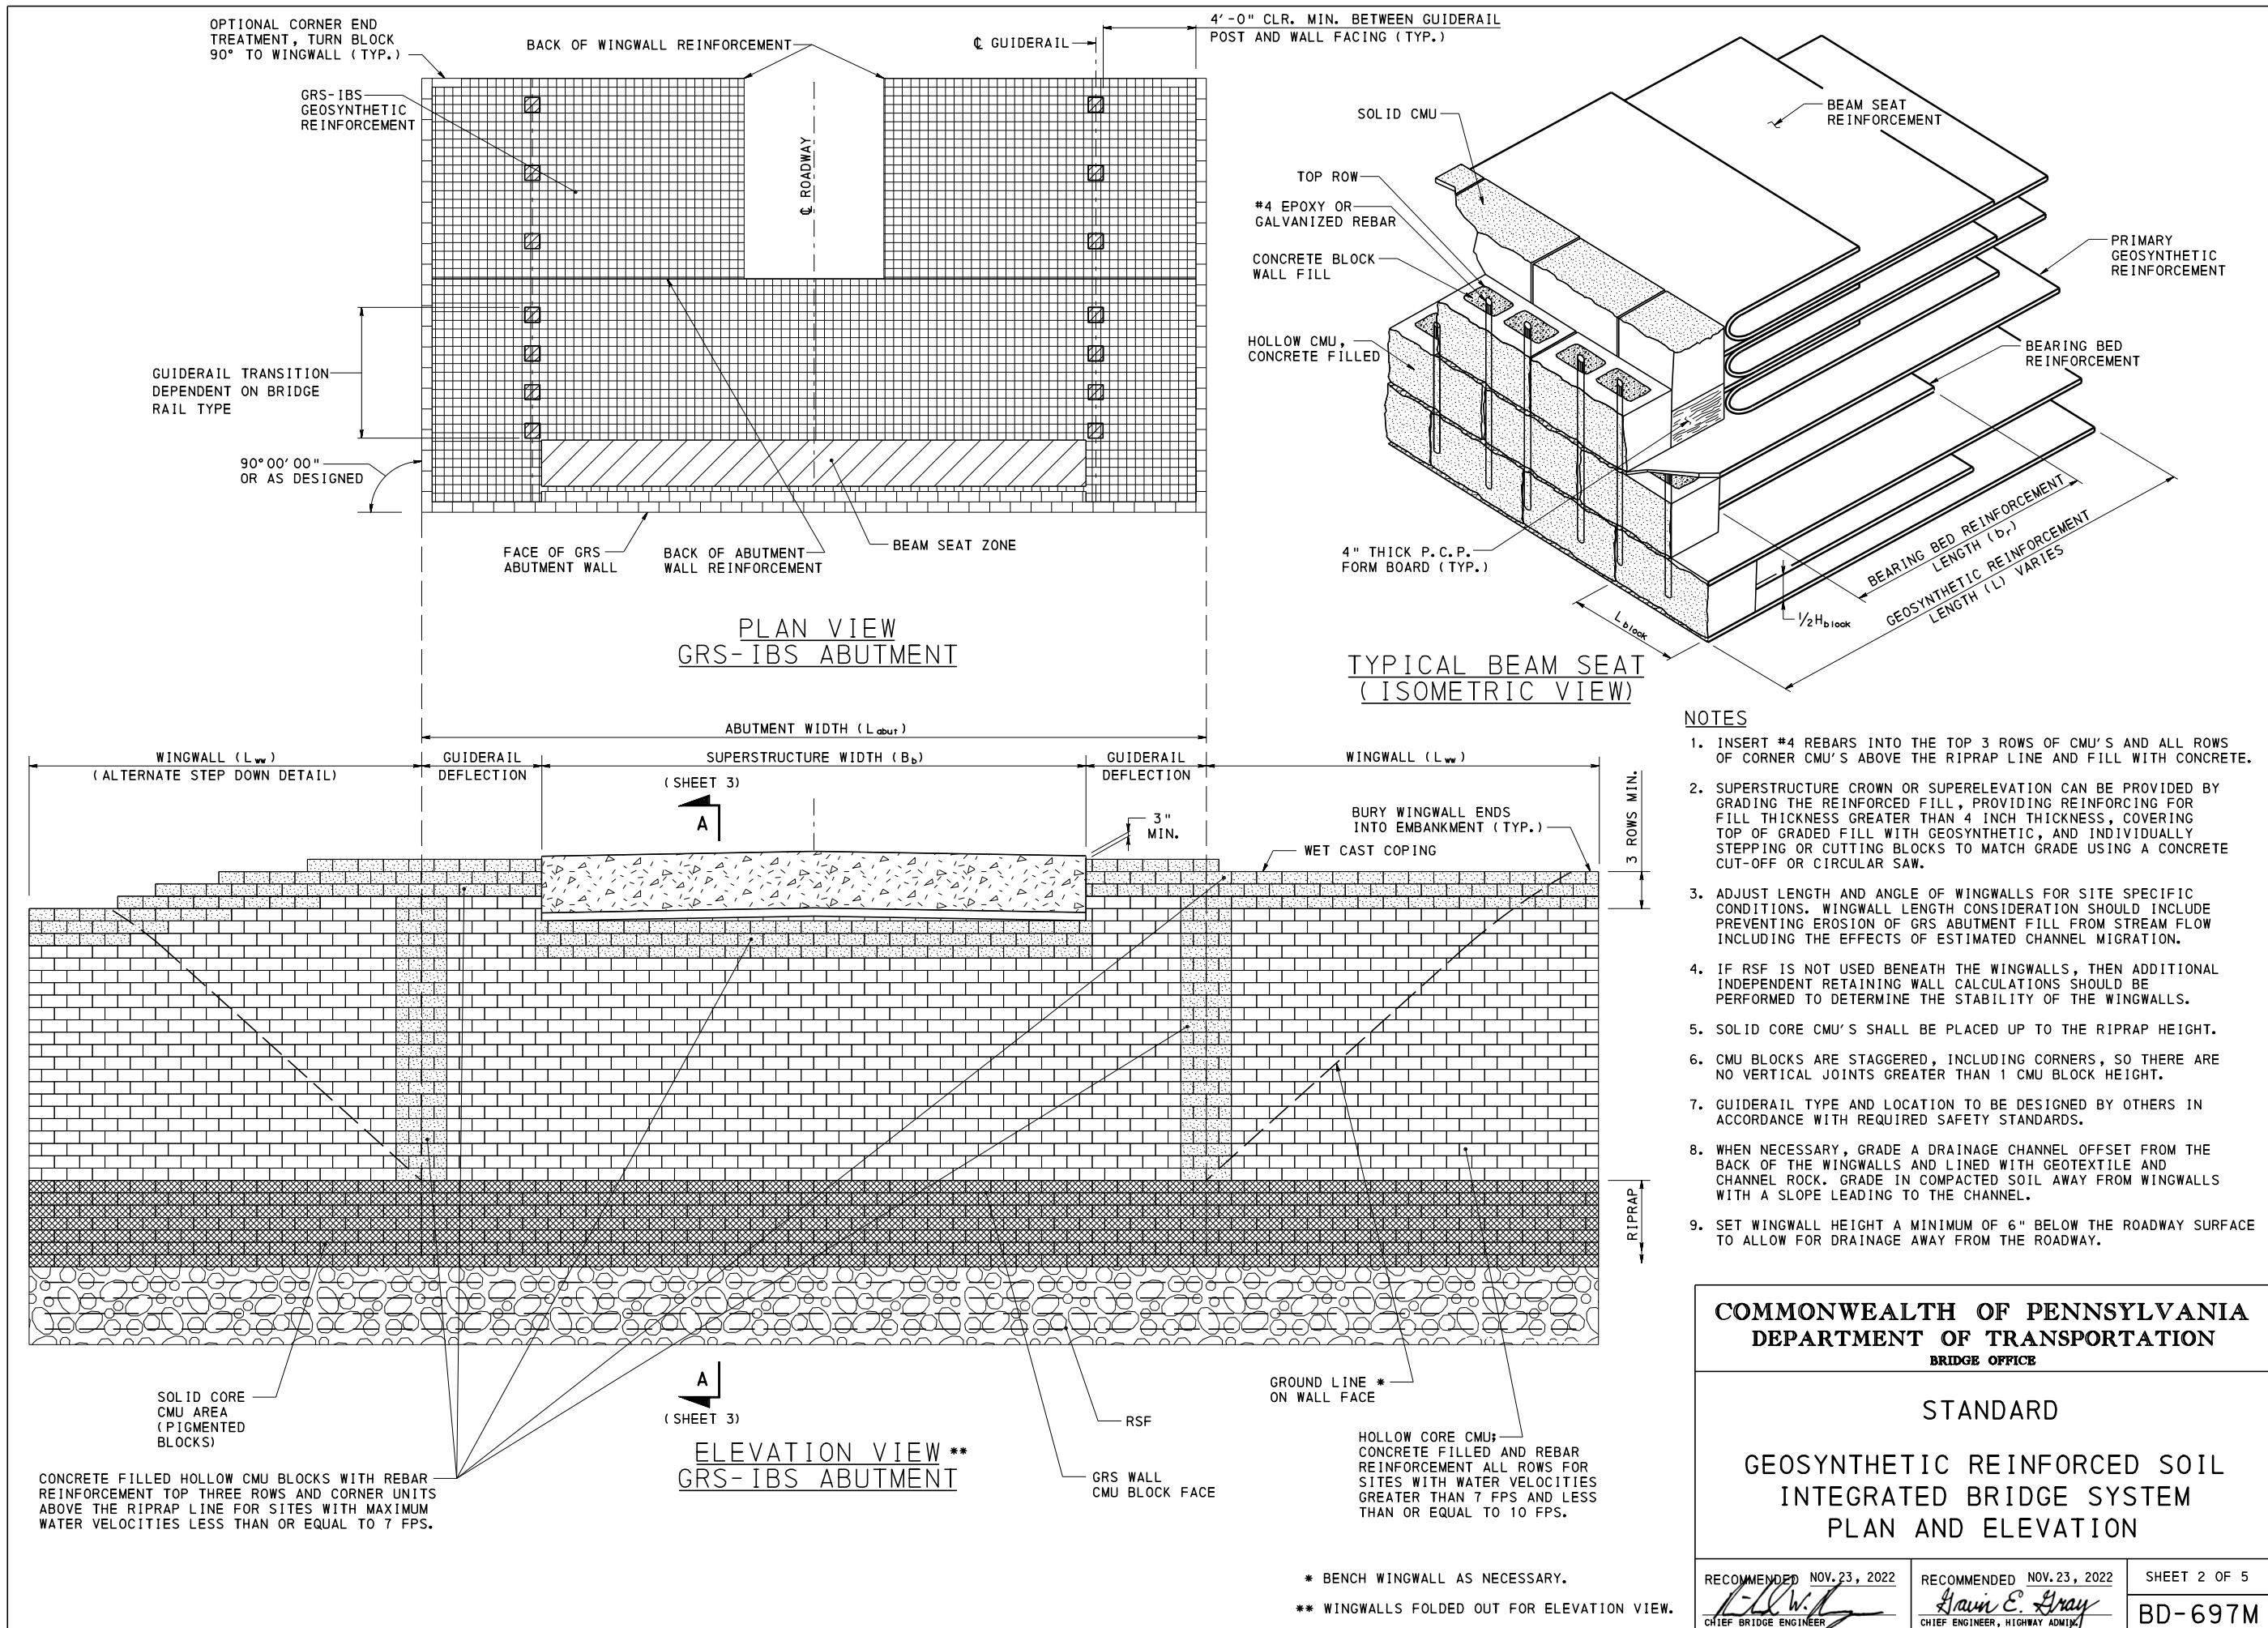 OPTIONAL CORNER END
TREATMENT, TURN BLOCK
90° TO WINGWALL (TYP.)
BACK OF WINGWALL REINFORCEMENT
℄ GUIDERAIL
4'-0" CLR. MIN. BETWEEN GUIDERAIL
POST AND WALL FACING (TYP.)
GRS-IBS
GEOSYNTHETIC
REINFORCEMENT
℄ ROADWAY
GUIDERAIL TRANSITION
DEPENDENT ON BRIDGE
RAIL TYPE
90°00'00"
OR AS DESIGNED
FACE OF GRS
ABUTMENT WALL
BACK OF ABUTMENT
WALL REINFORCEMENT
BEAM SEAT ZONE
PLAN VIEW
GRS-IBS ABUTMENT
SOLID CMU
BEAM SEAT
REINFORCEMENT
TOP ROW
#4 EPOXY OR
GALVANIZED REBAR
CONCRETE BLOCK
WALL FILL
HOLLOW CMU,
CONCRETE FILLED
PRIMARY
GEOSYNTHETIC
REINFORCEMENT
BEARING BED
REINFORCEMENT
4" THICK P.C.P.
FORM BOARD (TYP.)
BEARING BED REINFORCEMENT
LENGTH (br)
GEOSYNTHETIC REINFORCEMENT
LENGTH (L) VARIES
1/2Hblock
Lblock
TYPICAL BEAM SEAT
(ISOMETRIC VIEW)
ABUTMENT WIDTH (Labut)
WINGWALL (Lww)
(ALTERNATE STEP DOWN DETAIL)
GUIDERAIL
DEFLECTION
SUPERSTRUCTURE WIDTH (Bb)
GUIDERAIL
DEFLECTION
WINGWALL (Lww)
(SHEET 3)
A
3"
MIN.
BURY WINGWALL ENDS
INTO EMBANKMENT (TYP.)
WET CAST COPING
3 ROWS MIN.
RIPRAP
SOLID CORE
CMU AREA
(PIGMENTED
BLOCKS)
A
(SHEET 3)
RSF
GROUND LINE *
ON WALL FACE
ELEVATION VIEW **
GRS-IBS ABUTMENT
GRS WALL
CMU BLOCK FACE
HOLLOW CORE CMU;
CONCRETE FILLED AND REBAR
REINFORCEMENT ALL ROWS FOR
SITES WITH WATER VELOCITIES
GREATER THAN 7 FPS AND LESS
THAN OR EQUAL TO 10 FPS.
CONCRETE FILLED HOLLOW CMU BLOCKS WITH REBAR
REINFORCEMENT TOP THREE ROWS AND CORNER UNITS
ABOVE THE RIPRAP LINE FOR SITES WITH MAXIMUM
WATER VELOCITIES LESS THAN OR EQUAL TO 7 FPS.
* BENCH WINGWALL AS NECESSARY.
** WINGWALLS FOLDED OUT FOR ELEVATION VIEW.
NOTES
1. INSERT #4 REBARS INTO THE TOP 3 ROWS OF CMU'S AND ALL ROWS
OF CORNER CMU'S ABOVE THE RIPRAP LINE AND FILL WITH CONCRETE.
2. SUPERSTRUCTURE CROWN OR SUPERELEVATION CAN BE PROVIDED BY
GRADING THE REINFORCED FILL, PROVIDING REINFORCING FOR
FILL THICKNESS GREATER THAN 4 INCH THICKNESS, COVERING
TOP OF GRADED FILL WITH GEOSYNTHETIC, AND INDIVIDUALLY
STEPPING OR CUTTING BLOCKS TO MATCH GRADE USING A CONCRETE
CUT-OFF OR CIRCULAR SAW.
3. ADJUST LENGTH AND ANGLE OF WINGWALLS FOR SITE SPECIFIC
CONDITIONS. WINGWALL LENGTH CONSIDERATION SHOULD INCLUDE
PREVENTING EROSION OF GRS ABUTMENT FILL FROM STREAM FLOW
INCLUDING THE EFFECTS OF ESTIMATED CHANNEL MIGRATION.
4. IF RSF IS NOT USED BENEATH THE WINGWALLS, THEN ADDITIONAL
INDEPENDENT RETAINING WALL CALCULATIONS SHOULD BE
PERFORMED TO DETERMINE THE STABILITY OF THE WINGWALLS.
5. SOLID CORE CMU'S SHALL BE PLACED UP TO THE RIPRAP HEIGHT.
6. CMU BLOCKS ARE STAGGERED, INCLUDING CORNERS, SO THERE ARE
NO VERTICAL JOINTS GREATER THAN 1 CMU BLOCK HEIGHT.
7. GUIDERAIL TYPE AND LOCATION TO BE DESIGNED BY OTHERS IN
ACCORDANCE WITH REQUIRED SAFETY STANDARDS.
8. WHEN NECESSARY, GRADE A DRAINAGE CHANNEL OFFSET FROM THE
BACK OF THE WINGWALLS AND LINED WITH GEOTEXTILE AND
CHANNEL ROCK. GRADE IN COMPACTED SOIL AWAY FROM WINGWALLS
WITH A SLOPE LEADING TO THE CHANNEL.
9. SET WINGWALL HEIGHT A MINIMUM OF 6" BELOW THE ROADWAY SURFACE
TO ALLOW FOR DRAINAGE AWAY FROM THE ROADWAY.
COMMONWEALTH OF PENNSYLVANIA
DEPARTMENT OF TRANSPORTATION
BRIDGE OFFICE
STANDARD
GEOSYNTHETIC REINFORCED SOIL
INTEGRATED BRIDGE SYSTEM
PLAN AND ELEVATION
RECOMMENDED NOV.23, 2022
CHIEF BRIDGE ENGINEER
RECOMMENDED NOV.23, 2022
Gavin E. Gray
CHIEF ENGINEER, HIGHWAY ADMIN.
SHEET 2 OF 5
BD-697M